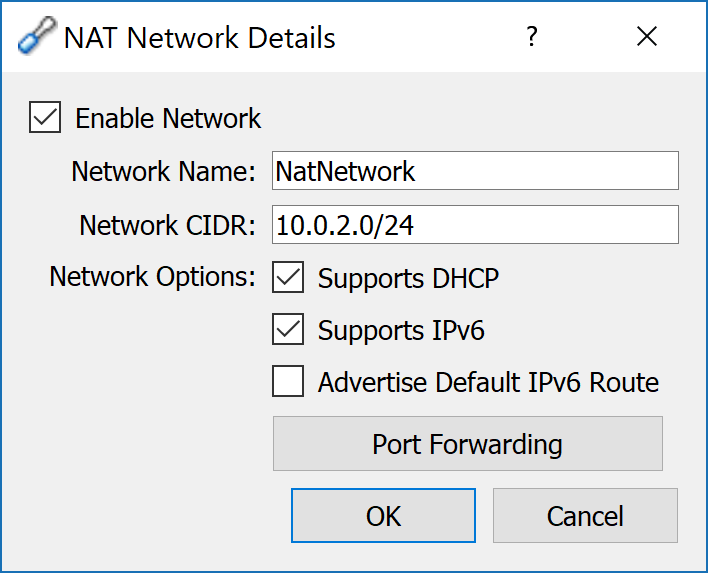 NAT Network Details ?
Enable Network
Network Name: NatNetwork
Network CIDR: 10.0.2.0/24
Network Options: Supports DHCP
Supports IPv6
Advertise Default IPv6 Route
Port Forwarding
OK Cancel